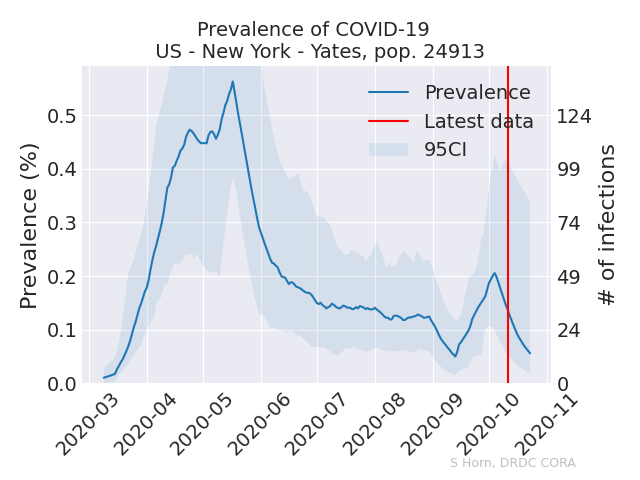 Prevalence of COVID-19
US - New York - Yates, pop. 24913
Prevalence (%)
0.5
0.4
0.3
0.2
0.1
0.0
Prevalence
Latest data
95CI
124
99
74
49
24
0
# of infections
2020-03
2020-04
2020-05
2020-06
2020-07
2020-08
2020-09
2020-10
2020-11
S Horn, DRDC CORA